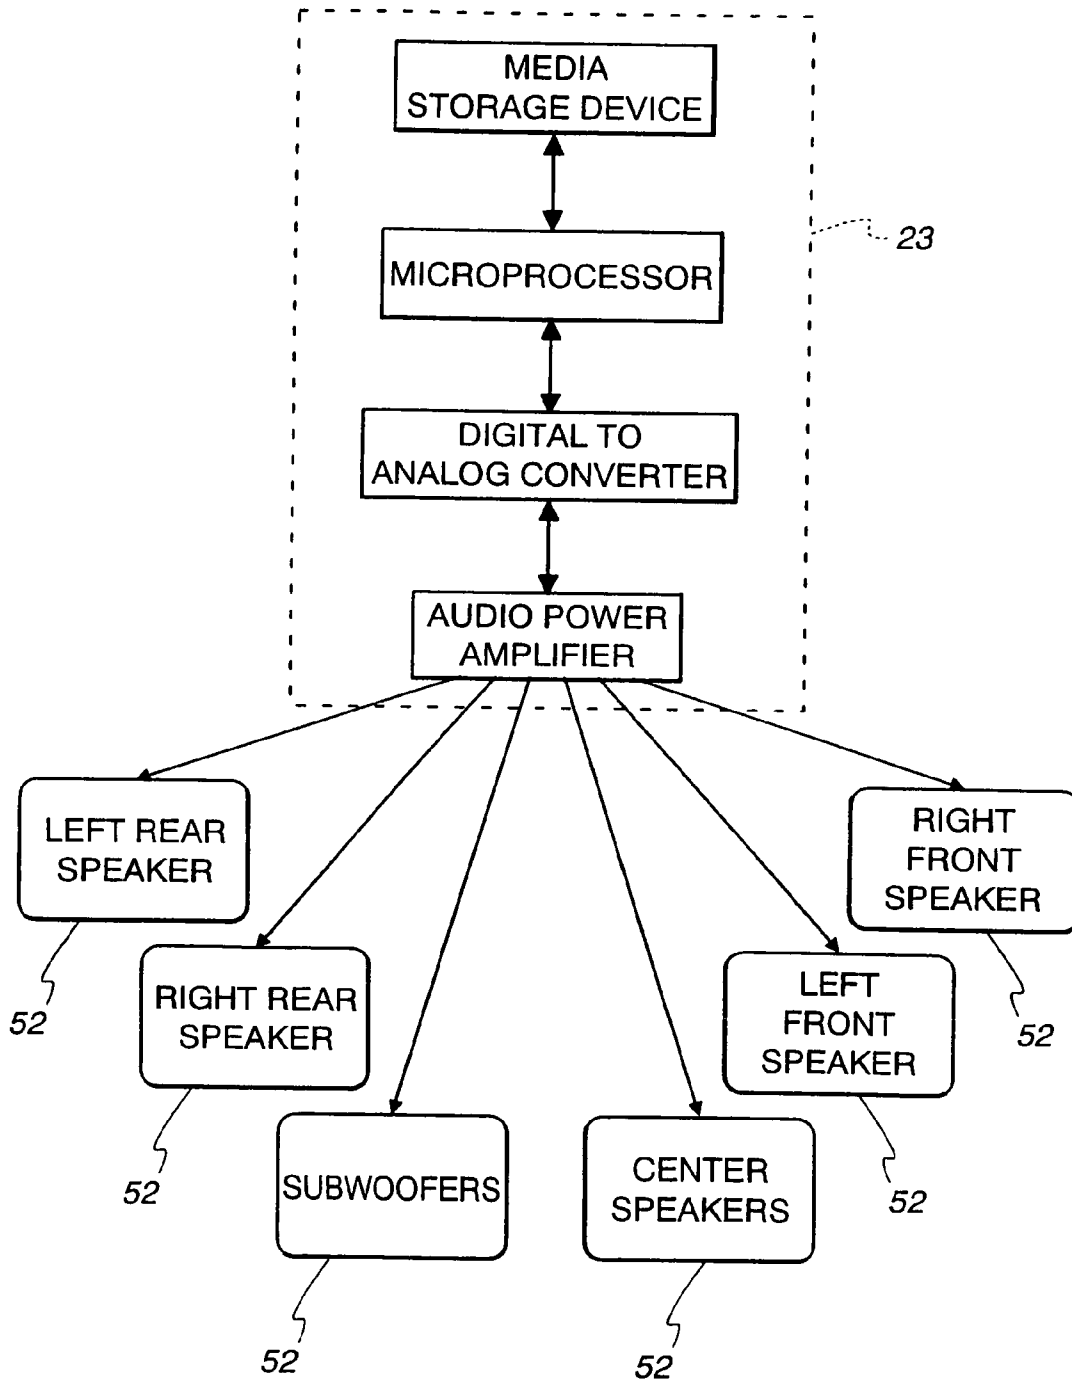 MEDIA
STORAGE DEVICE
23
MICROPROCESSOR
DIGITAL TO
ANALOG CONVERTER
AUDIO POWER
AMPLIFIER
LEFT REAR
SPEAKER
52
RIGHT REAR
SPEAKER
52
SUBWOOFERS
52
CENTER
SPEAKERS
52
LEFT
FRONT
SPEAKER
52
RIGHT
FRONT
SPEAKER
52